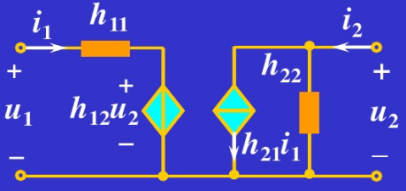 i₁ h₁₁ i₂
+ + h₂₂ +
u₁ h₁₂u₂ u₂
− − h₂₁i₁ −